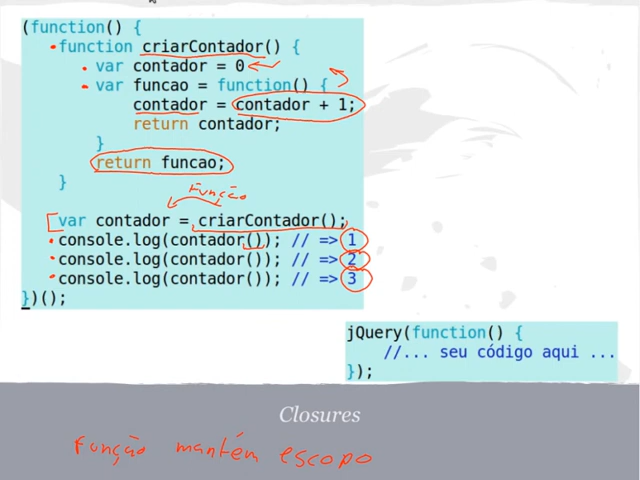 (function() {
function criarContador() {
var contador = 0
var funcao = function() {
contador = contador + 1;
return contador;
}
return funcao;
}
Função
var contador = criarContador();
console.log(contador()); // => 1
console.log(contador()); // => 2
console.log(contador()); // => 3
})();
jQuery(function() {
//... seu código aqui ...
});
Closures
Função mantém escopo